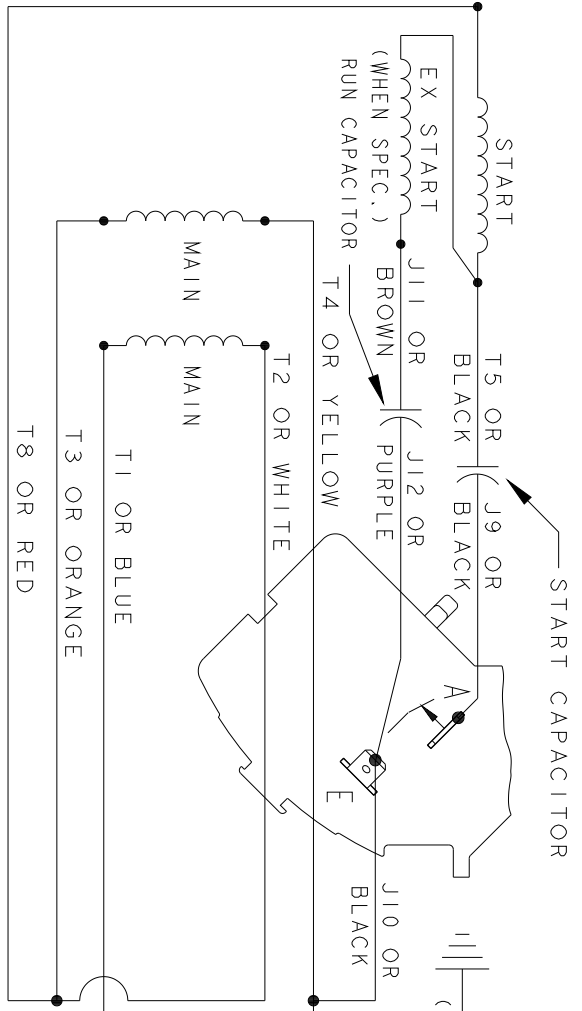 START CAPACITOR
START
T5 OR
BLACK
J9 OR
BLACK
A
EX START
(WHEN SPEC.)
RUN CAPACITOR
J11 OR
BROWN
J12 OR
PURPLE
J10 OR
BLACK
E
T4 OR YELLOW
T2 OR WHITE
MAIN
MAIN
T1 OR BLUE
T3 OR ORANGE
T8 OR RED